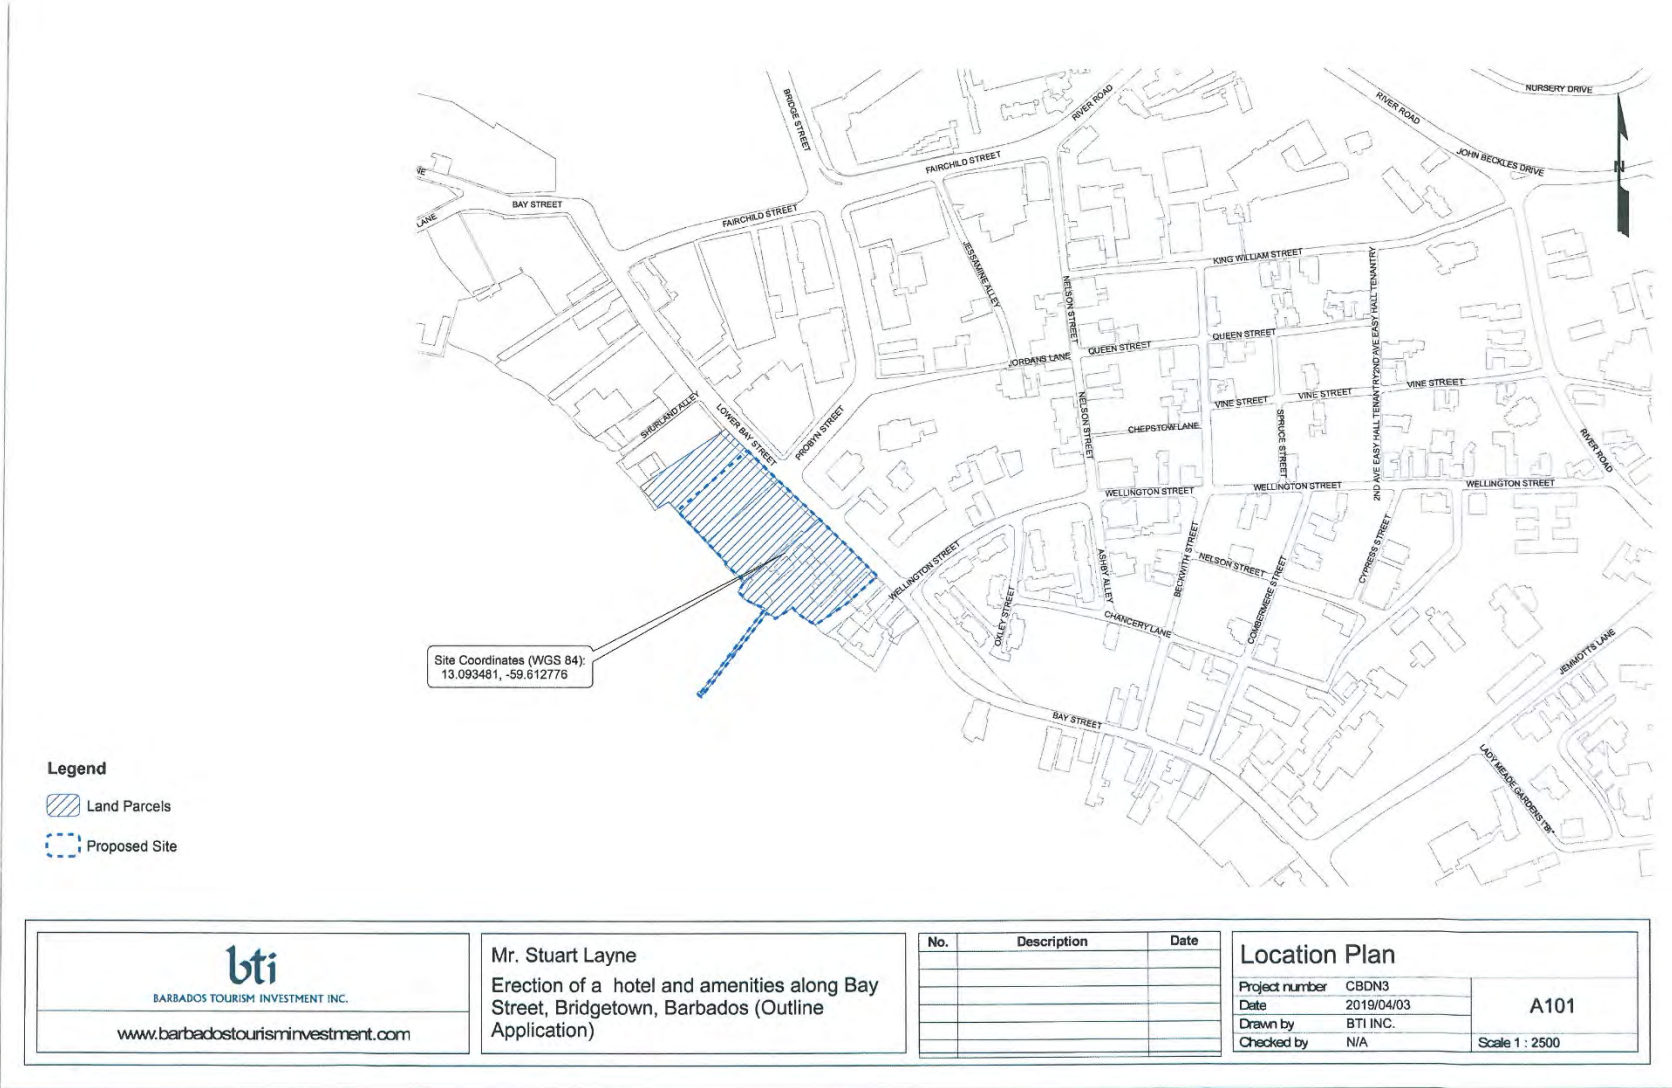 NURSERY DRIVE
BRIDGE STREET
RIVER ROAD
RIVER ROAD
JOHN BECKLES DRIVE
FAIRCHILD STREET
N
NE
BAY STREET
LANE
FAIRCHILD STREET
JESSAMINE ALLEY
KING WILLIAM STREET
NELSON STREET
2ND AVE EASY HALL TENANTRY
QUEEN STREET
QUEEN STREET
JORDANS LANE
VINE STREET
VINE STREET
VINE STREET
SHURLAND ALLEY
LOWER BAY STREET
PROBYN STREET
NELSON STREET
CHEPSTOW LANE
SPRUCE STREET
2ND AVE EASY HALL TENANTRY
RIVER ROAD
WELLINGTON STREET
WELLINGTON STREET
WELLINGTON STREET
WELLINGTON STREET
ASHBY ALLEY
BECKWITH STREET
NELSON STREET
CYPRESS STREET
COMBERMERE STREET
OXLEY STREET
CHANCERY LANE
JEMMOTTS LANE
BAY STREET
LADY MEADE GARDENS 1"B"
Site Coordinates (WGS 84):
13.093481, -59.612776
Legend
Land Parcels
Proposed Site
bti
BARBADOS TOURISM INVESTMENT INC.
www.barbadostourisminvestment.com
Mr. Stuart Layne
Erection of a hotel and amenities along Bay
Street, Bridgetown, Barbados (Outline
Application)
No. Description Date
Location Plan
Project number CBDN3
Date 2019/04/03
Drawn by BTI INC.
Checked by N/A
A101
Scale 1 : 2500